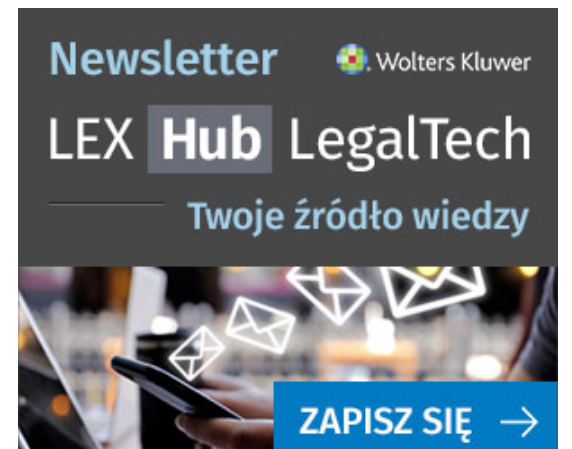 Newsletter Wolters Kluwer
LEX Hub LegalTech
Twoje źródło wiedzy
ZAPISZ SIĘ →